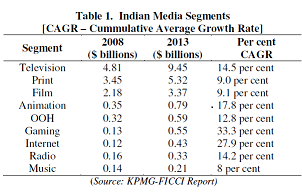 Table 1. Indian Media Segments
[CAGR – Cummulative Average Growth Rate]
Segment 2008 ($ billions) 2013 ($ billions) Per cent CAGR
Television 4.81 9.45 14.5 per cent
Print 3.45 5.32 9.0 per cent
Film 2.18 3.37 9.1 per cent
Animation 0.35 0.79 17.8 per cent
OOH 0.32 0.59 12.8 per cent
Gaming 0.13 0.55 33.3 per cent
Internet 0.12 0.43 27.9 per cent
Radio 0.16 0.33 14.2 per cent
Music 0.14 0.21 8 per cent
(Source: KPMG-FICCI Report)